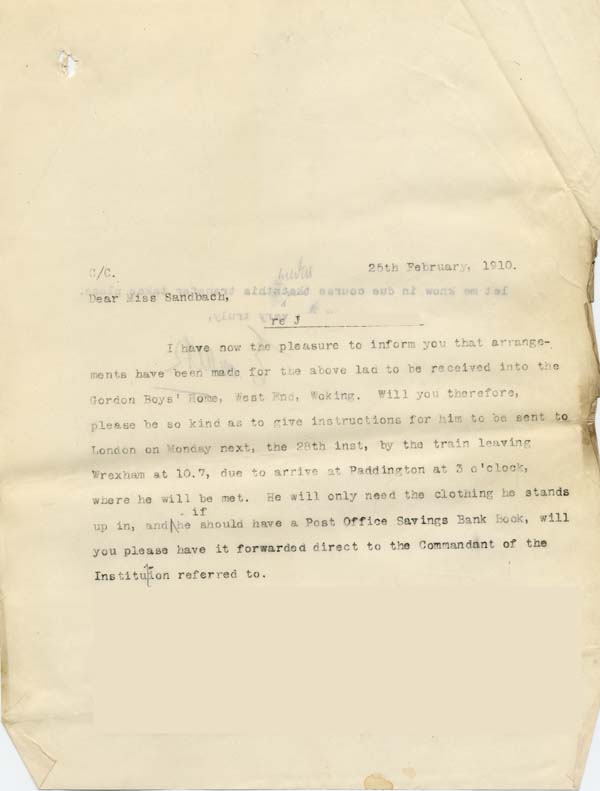 C/C.
25th February, 1910.
Dear Miss Sandbach,
re J
I have now the pleasure to inform you that arrange-
ments have been made for the above lad to be received into the
Gordon Boys' Home, West End, Woking. Will you therefore,
please be so kind as to give instructions for him to be sent to
London on Monday next, the 28th inst, by the train leaving
Wrexham at 10.7, due to arrive at Paddington at 3 o'clock,
where he will be met. He will only need the clothing he stands
if
up in, and he should have a Post Office Savings Bank Book, will
you please have it forwarded direct to the Commandant of the
Institution referred to.